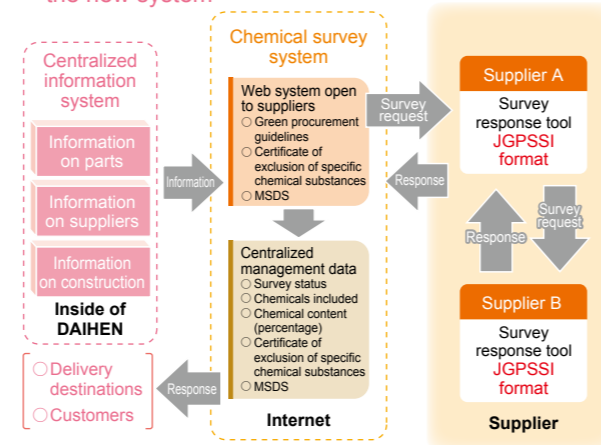 the new system
Centralized
information
system
Information
on parts
Information
on suppliers
Information
on construction
Inside of
DAIHEN
○Delivery
destinations
○Customers
Information
Chemical survey
system
Web system open
to suppliers
○Green procurement
guidelines
○Certificate of
exclusion of specific
chemical substances
○MSDS
Centralized
management data
○Survey status
○Chemicals included
○Chemical content
(percentage)
○Certificate of
exclusion of specific
chemical substances
○MSDS
Response
Internet
Survey
request
Response
Supplier A
Survey
response tool
JGPSSI
format
Response
Survey
request
Supplier B
Survey
response tool
JGPSSI
format
Supplier